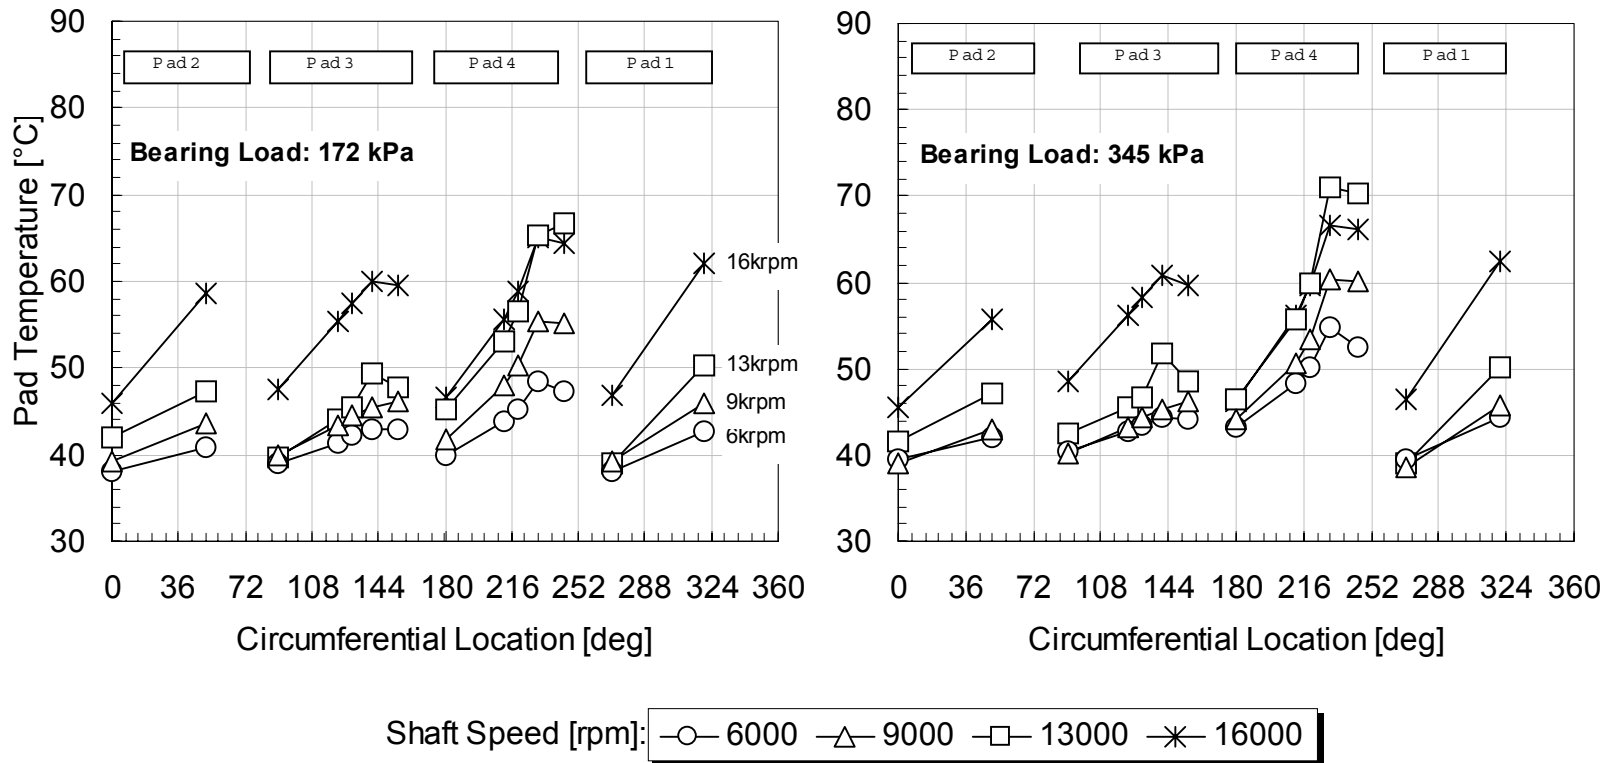 90
80
70
60
50
40
30
Pad Temperature [°C]
Pad 2
Pad 3
Pad 4
Pad 1
Bearing Load: 172 kPa
16krpm
13krpm
9krpm
6krpm
0 36 72 108 144 180 216 252 288 324 360
Circumferential Location [deg]
90
80
70
60
50
40
30
Pad 2
Pad 3
Pad 4
Pad 1
Bearing Load: 345 kPa
0 36 72 108 144 180 216 252 288 324 360
Circumferential Location [deg]
Shaft Speed [rpm]: 6000 9000 13000 16000